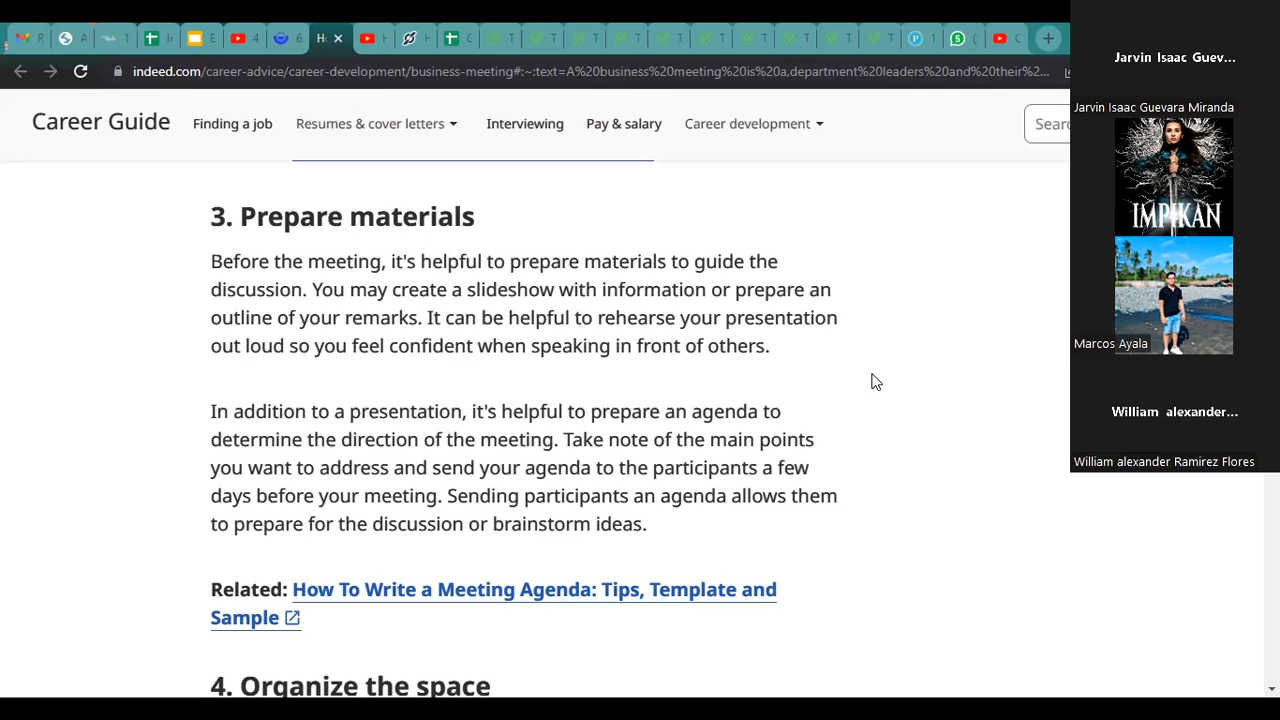 indeed.com/career-advice/career-development/business-meeting#:~:text=A%20business%20meeting%20is%20a,department%20leaders%20and%20their%2...
Career Guide
Finding a job
Resumes & cover letters
Interviewing
Pay & salary
Career development
Sear
3. Prepare materials
Before the meeting, it's helpful to prepare materials to guide the
discussion. You may create a slideshow with information or prepare an
outline of your remarks. It can be helpful to rehearse your presentation
out loud so you feel confident when speaking in front of others.
In addition to a presentation, it's helpful to prepare an agenda to
determine the direction of the meeting. Take note of the main points
you want to address and send your agenda to the participants a few
days before your meeting. Sending participants an agenda allows them
to prepare for the discussion or brainstorm ideas.
Related: How To Write a Meeting Agenda: Tips, Template and
Sample
4. Organize the space
Jarvin Isaac Guev...
Jarvin Isaac Guevara Miranda
IMPIKAN
Marcos Ayala
William alexander...
William alexander Ramirez Flores